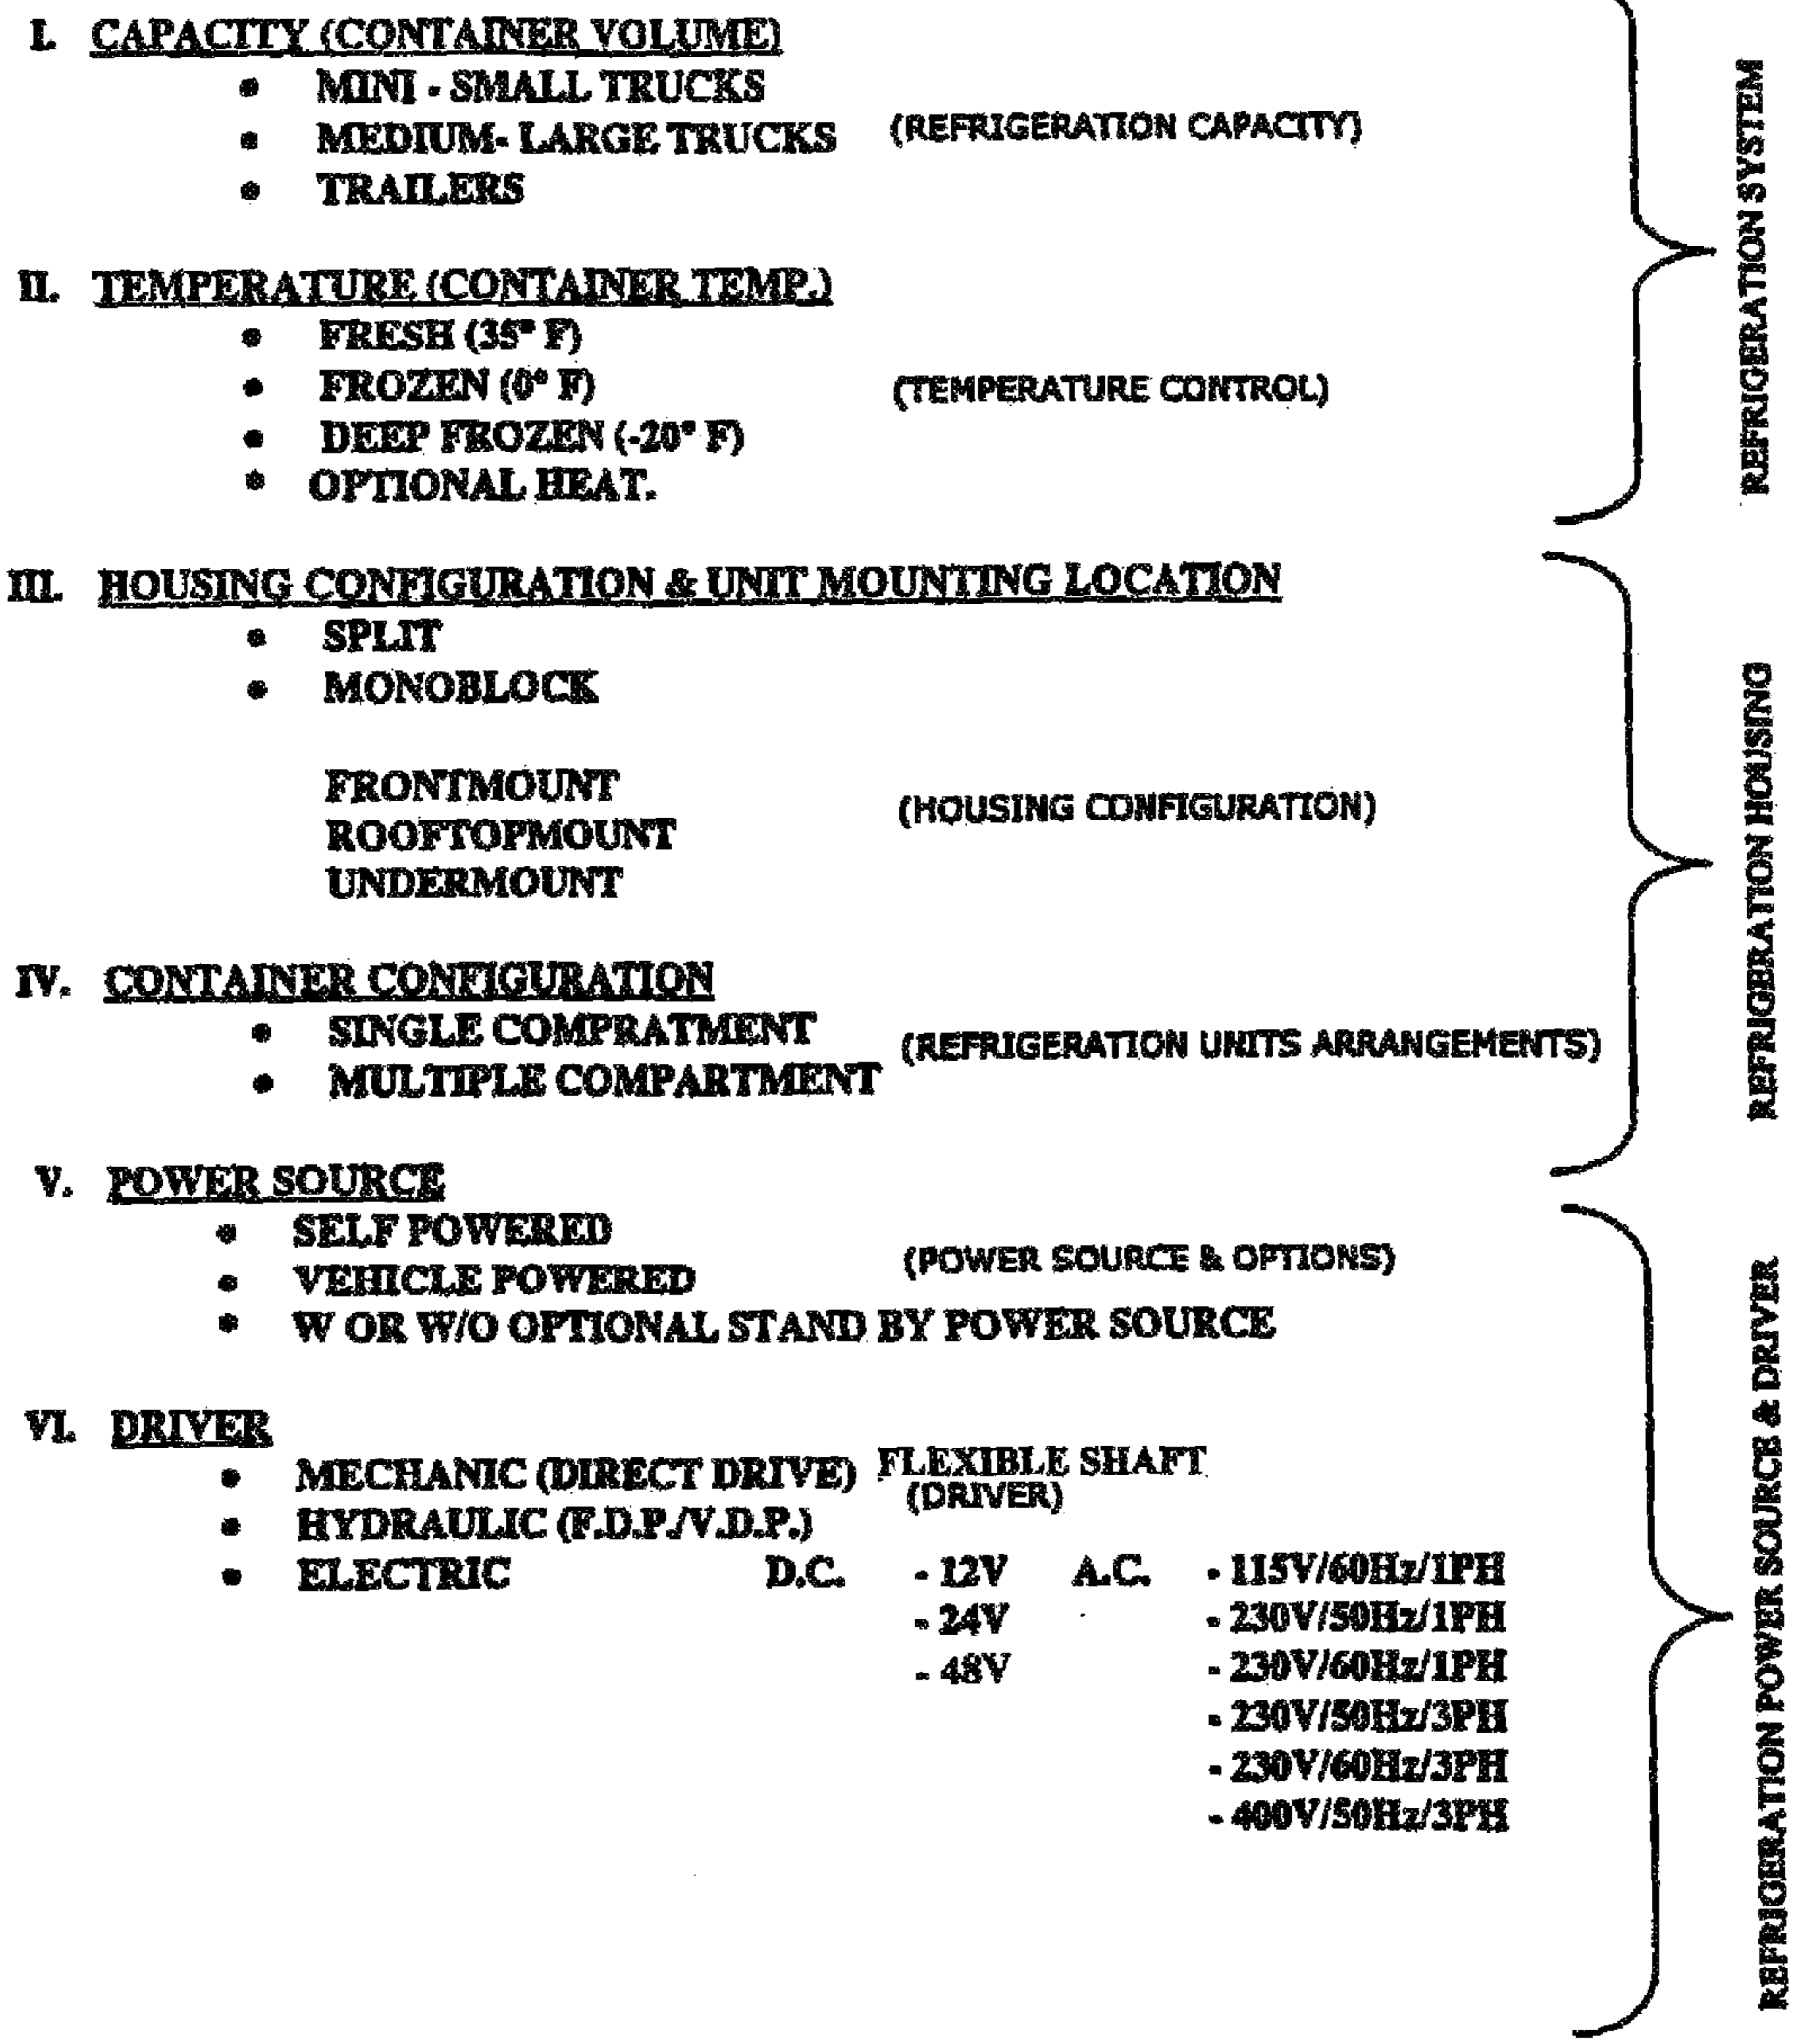 I. CAPACITY (CONTAINER VOLUME)
• MINI - SMALL TRUCKS
• MEDIUM- LARGE TRUCKS (REFRIGERATION CAPACITY)
• TRAILERS
II. TEMPERATURE (CONTAINER TEMP.)
• FRESH (35° F)
• FROZEN (0° F) (TEMPERATURE CONTROL)
• DEEP FROZEN (-20° F)
• OPTIONAL HEAT.
REFRIGERATION SYSTEM
III. HOUSING CONFIGURATION & UNIT MOUNTING LOCATION
• SPLIT
• MONOBLOCK
FRONTMOUNT
ROOFTOPMOUNT (HOUSING CONFIGURATION)
UNDERMOUNT
IV. CONTAINER CONFIGURATION
• SINGLE COMPRATMENT (REFRIGERATION UNITS ARRANGEMENTS)
• MULTIPLE COMPARTMENT
REFRIGERATION HOUSING
V. POWER SOURCE
• SELF POWERED
(POWER SOURCE & OPTIONS)
• VEHICLE POWERED
• W OR W/O OPTIONAL STAND BY POWER SOURCE
VI. DRIVER
• MECHANIC (DIRECT DRIVE) FLEXIBLE SHAFT
(DRIVER)
• HYDRAULIC (F.D.P./V.D.P.)
• ELECTRIC D.C. - 12V A.C. - 115V/60Hz/1PH
- 24V - 230V/50Hz/1PH
- 48V - 230V/60Hz/1PH
- 230V/50Hz/3PH
- 230V/60Hz/3PH
- 400V/50Hz/3PH
REFRIGERATION POWER SOURCE & DRIVER